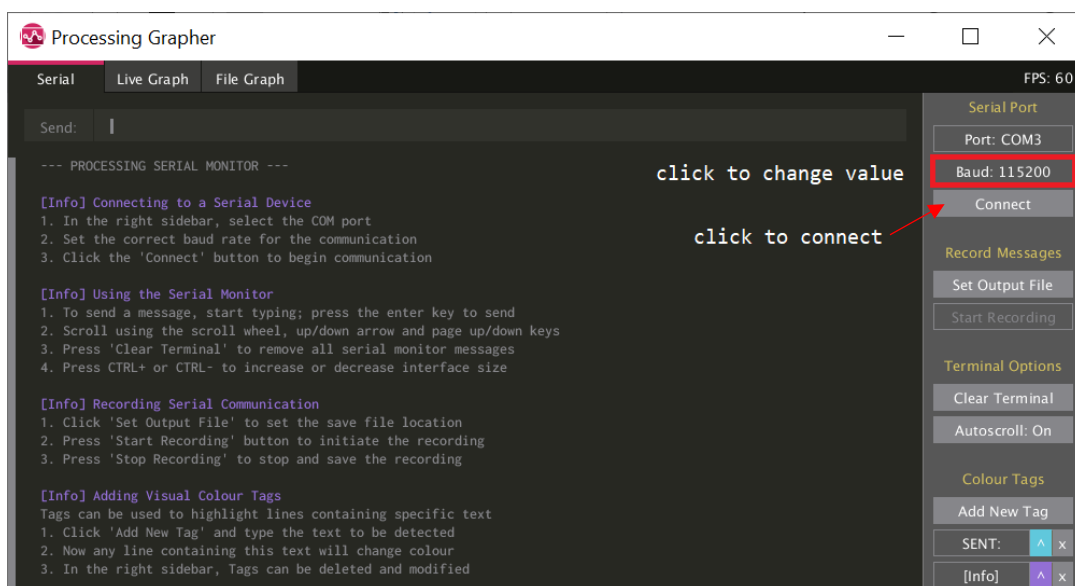 Processing Grapher
Serial Live Graph File Graph FPS: 60
Send:
--- PROCESSING SERIAL MONITOR ---
[Info] Connecting to a Serial Device
1. In the right sidebar, select the COM port
2. Set the correct baud rate for the communication
3. Click the 'Connect' button to begin communication
[Info] Using the Serial Monitor
1. To send a message, start typing; press the enter key to send
2. Scroll using the scroll wheel, up/down arrow and page up/down keys
3. Press 'Clear Terminal' to remove all serial monitor messages
4. Press CTRL+ or CTRL- to increase or decrease interface size
[Info] Recording Serial Communication
1. Click 'Set Output File' to set the save file location
2. Press 'Start Recording' button to initiate the recording
3. Press 'Stop Recording' to stop and save the recording
[Info] Adding Visual Colour Tags
Tags can be used to highlight lines containing specific text
1. Click 'Add New Tag' and type the text to be detected
2. Now any line containing this text will change colour
3. In the right sidebar, Tags can be deleted and modified
click to change value
click to connect
Serial Port
Port: COM3
Baud: 115200
Connect
Record Messages
Set Output File
Start Recording
Terminal Options
Clear Terminal
Autoscroll: On
Colour Tags
Add New Tag
SENT: ^ x
[Info] ^ x